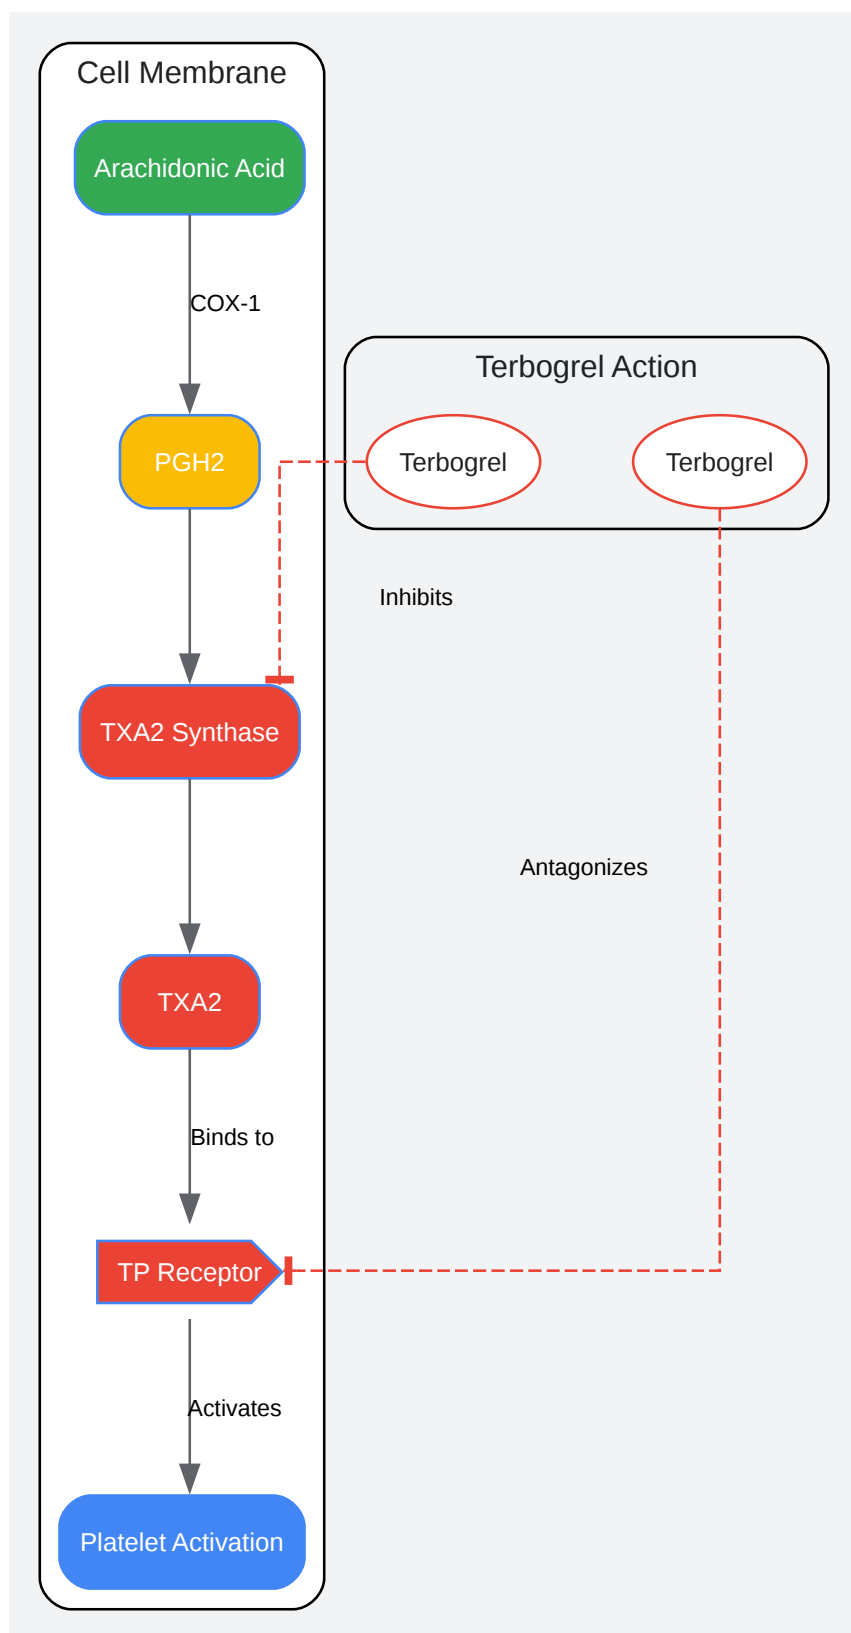 Cell Membrane
Arachidonic Acid
COX-1
Terbogrel Action
PGH2
Terbogrel
Terbogrel
Inhibits
TXA2 Synthase
Antagonizes
TXA2
Binds to
TP Receptor
Activates
Platelet Activation